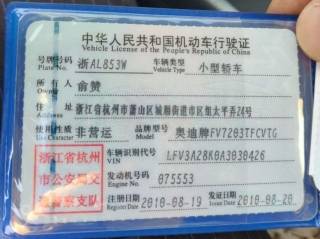 中华人民共和国机动车行驶证
Vehicle License of the People's Republic of China
号牌号码 浙AL853W 车辆类型 小型轿车
Plate No. Vehicle Type
所有人 俞赞
Owner
住址 浙江省杭州市萧山区城厢街道市区组太平弄24号
Address
使用性质 非营运 品牌型号 奥迪牌FV7203TFCVTG
Model
浙江省杭州 车辆识别代号 LFV3A28K0A3030426
VIN
市公安局交 发动机号码 075553
Engine No.
通警察支队 注册日期 2010-08-19 发证日期 2010-08-20
Register Date Issue Date